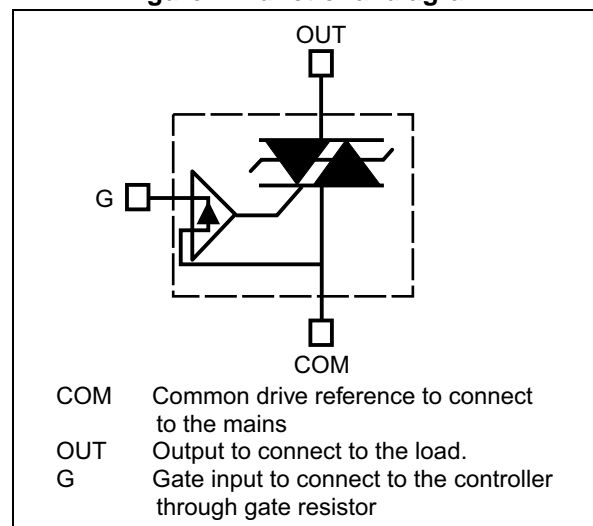 OUT
G
COM
COM Common drive reference to connect
to the mains
OUT Output to connect to the load.
G Gate input to connect to the controller
through gate resistor